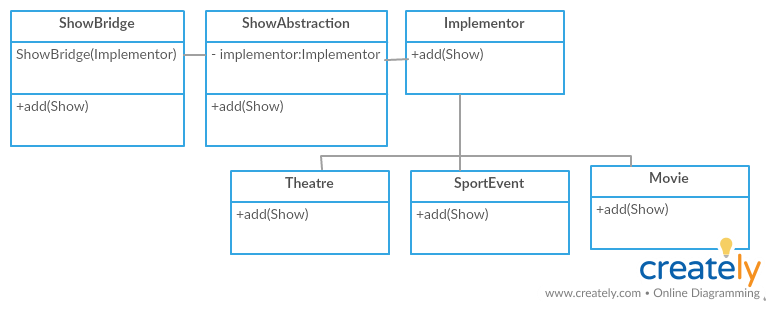 ShowBridge
ShowBridge(Implementor)
+add(Show)
ShowAbstraction
- implementor:Implementor
+add(Show)
Implementor
+add(Show)
Theatre
+add(Show)
SportEvent
+add(Show)
Movie
+add(Show)
creately
www.creately.com • Online Diagramming